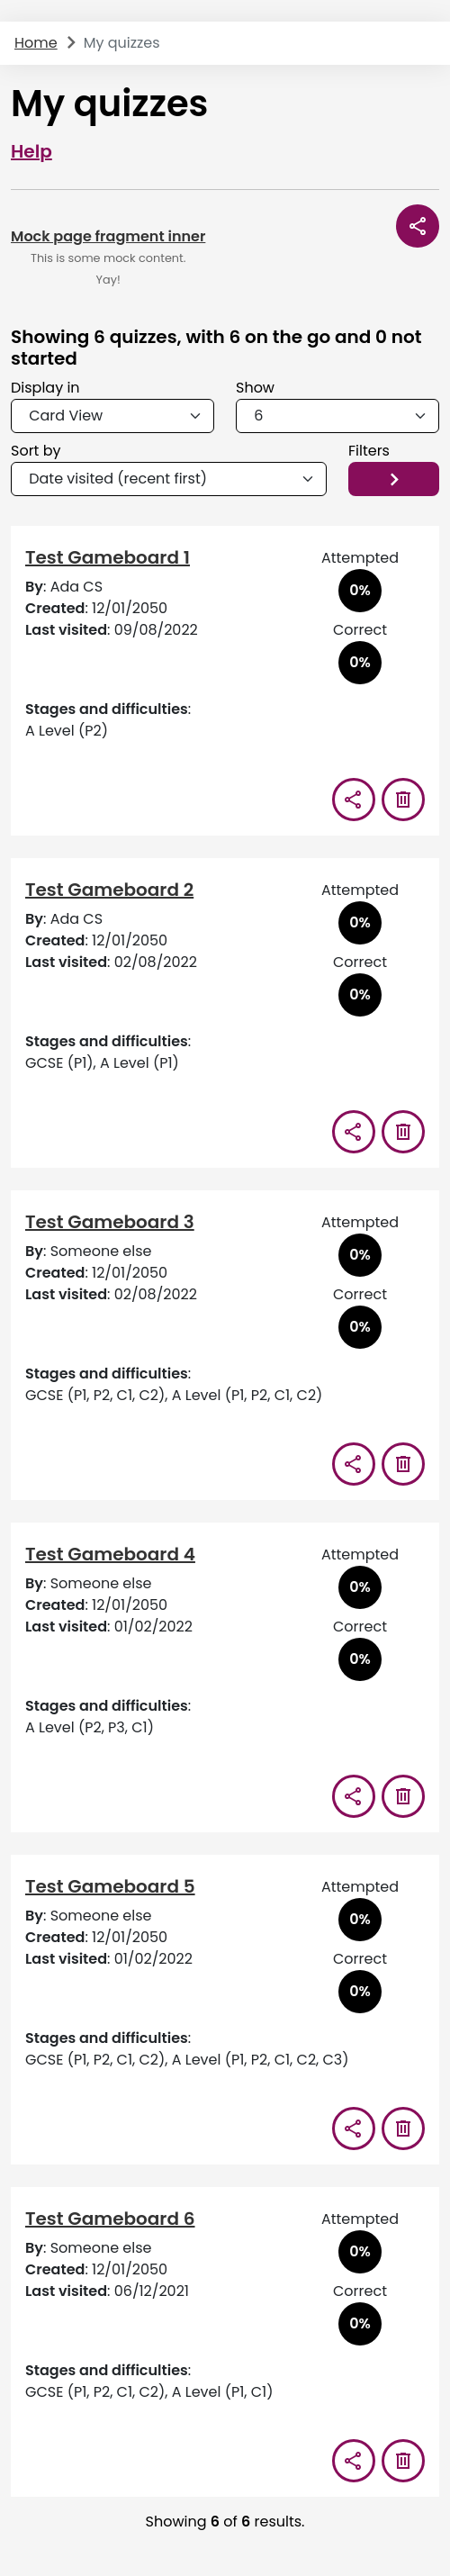 Home > My quizzes
My quizzes
Help
Mock page fragment inner
This is some mock content.
Yay!
Showing 6 quizzes, with 6 on the go and 0 not
started
Display in
Card View
Show
6
Sort by
Date visited (recent first)
Filters
Test Gameboard 1
By: Ada CS
Created: 12/01/2050
Last visited: 09/08/2022
Attempted
0%
Correct
0%
Stages and difficulties:
A Level (P2)
Test Gameboard 2
By: Ada CS
Created: 12/01/2050
Last visited: 02/08/2022
Attempted
0%
Correct
0%
Stages and difficulties:
GCSE (P1), A Level (P1)
Test Gameboard 3
By: Someone else
Created: 12/01/2050
Last visited: 02/08/2022
Attempted
0%
Correct
0%
Stages and difficulties:
GCSE (P1, P2, C1, C2), A Level (P1, P2, C1, C2)
Test Gameboard 4
By: Someone else
Created: 12/01/2050
Last visited: 01/02/2022
Attempted
0%
Correct
0%
Stages and difficulties:
A Level (P2, P3, C1)
Test Gameboard 5
By: Someone else
Created: 12/01/2050
Last visited: 01/02/2022
Attempted
0%
Correct
0%
Stages and difficulties:
GCSE (P1, P2, C1, C2), A Level (P1, P2, C1, C2, C3)
Test Gameboard 6
By: Someone else
Created: 12/01/2050
Last visited: 06/12/2021
Attempted
0%
Correct
0%
Stages and difficulties:
GCSE (P1, P2, C1, C2), A Level (P1, C1)
Showing 6 of 6 results.